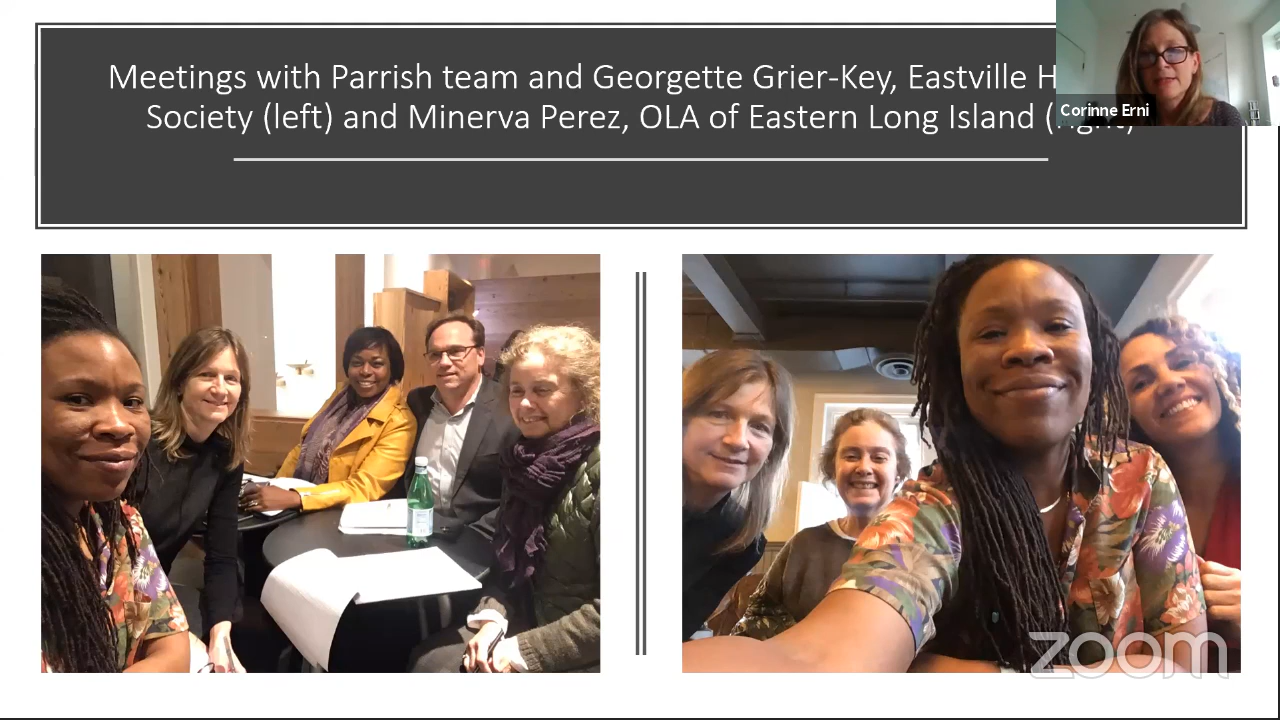 Meetings with Parrish team and Georgette Grier-Key, Eastville H
Society (left) and Minerva Perez, OLA of Eastern Long Island (right)
Corinne Erni
zoom